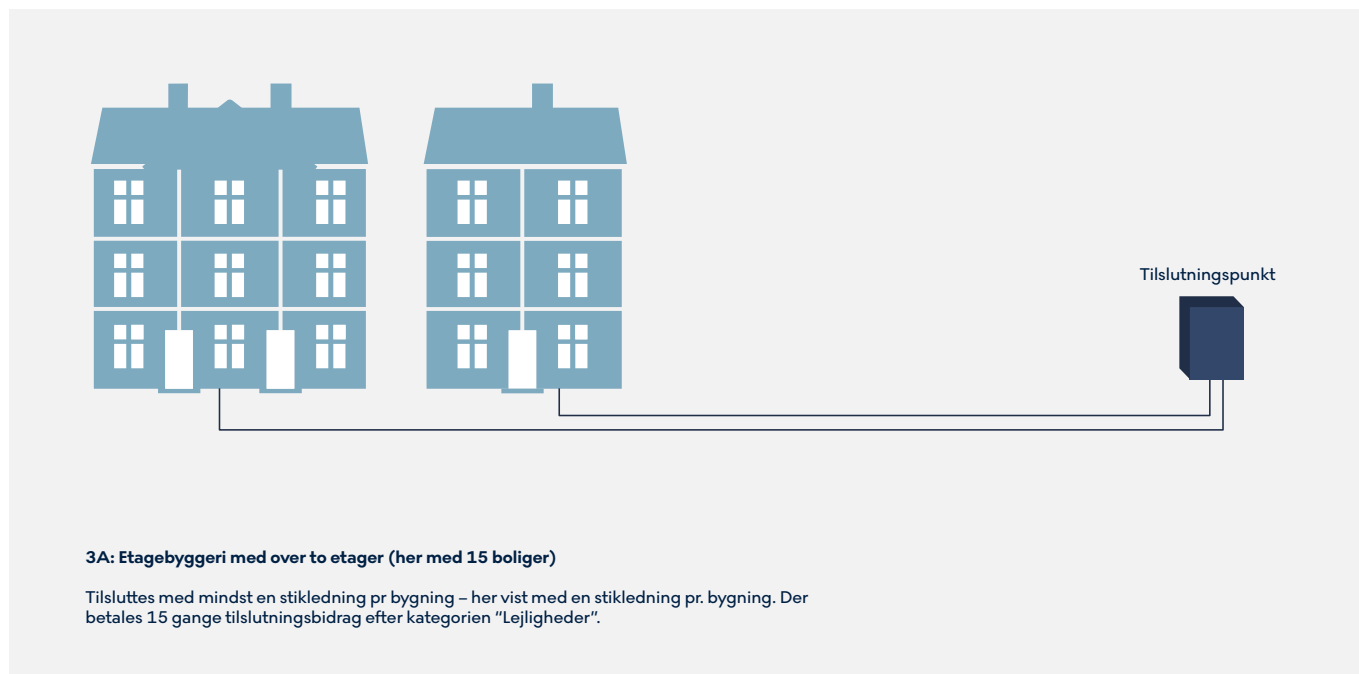 Tilslutningspunkt
3A: Etagebyggeri med over to etager (her med 15 boliger)
Tilsluttes med mindst en stikledning pr bygning – her vist med en stikledning pr. bygning. Der
betales 15 gange tilslutningsbidrag efter kategorien “Lejligheder”.